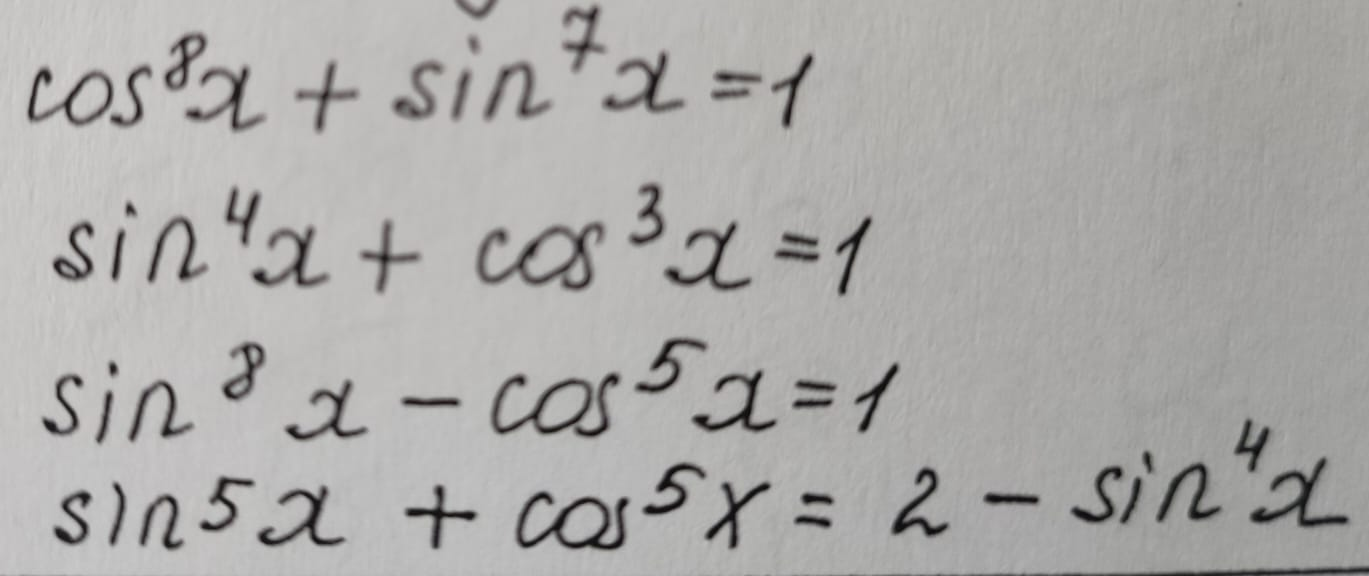 cos⁸x + sin⁷x = 1
sin⁴x + cos³x = 1
sin⁸x − cos⁵x = 1
sin⁵x + cos⁵x = 2 − sin⁴x